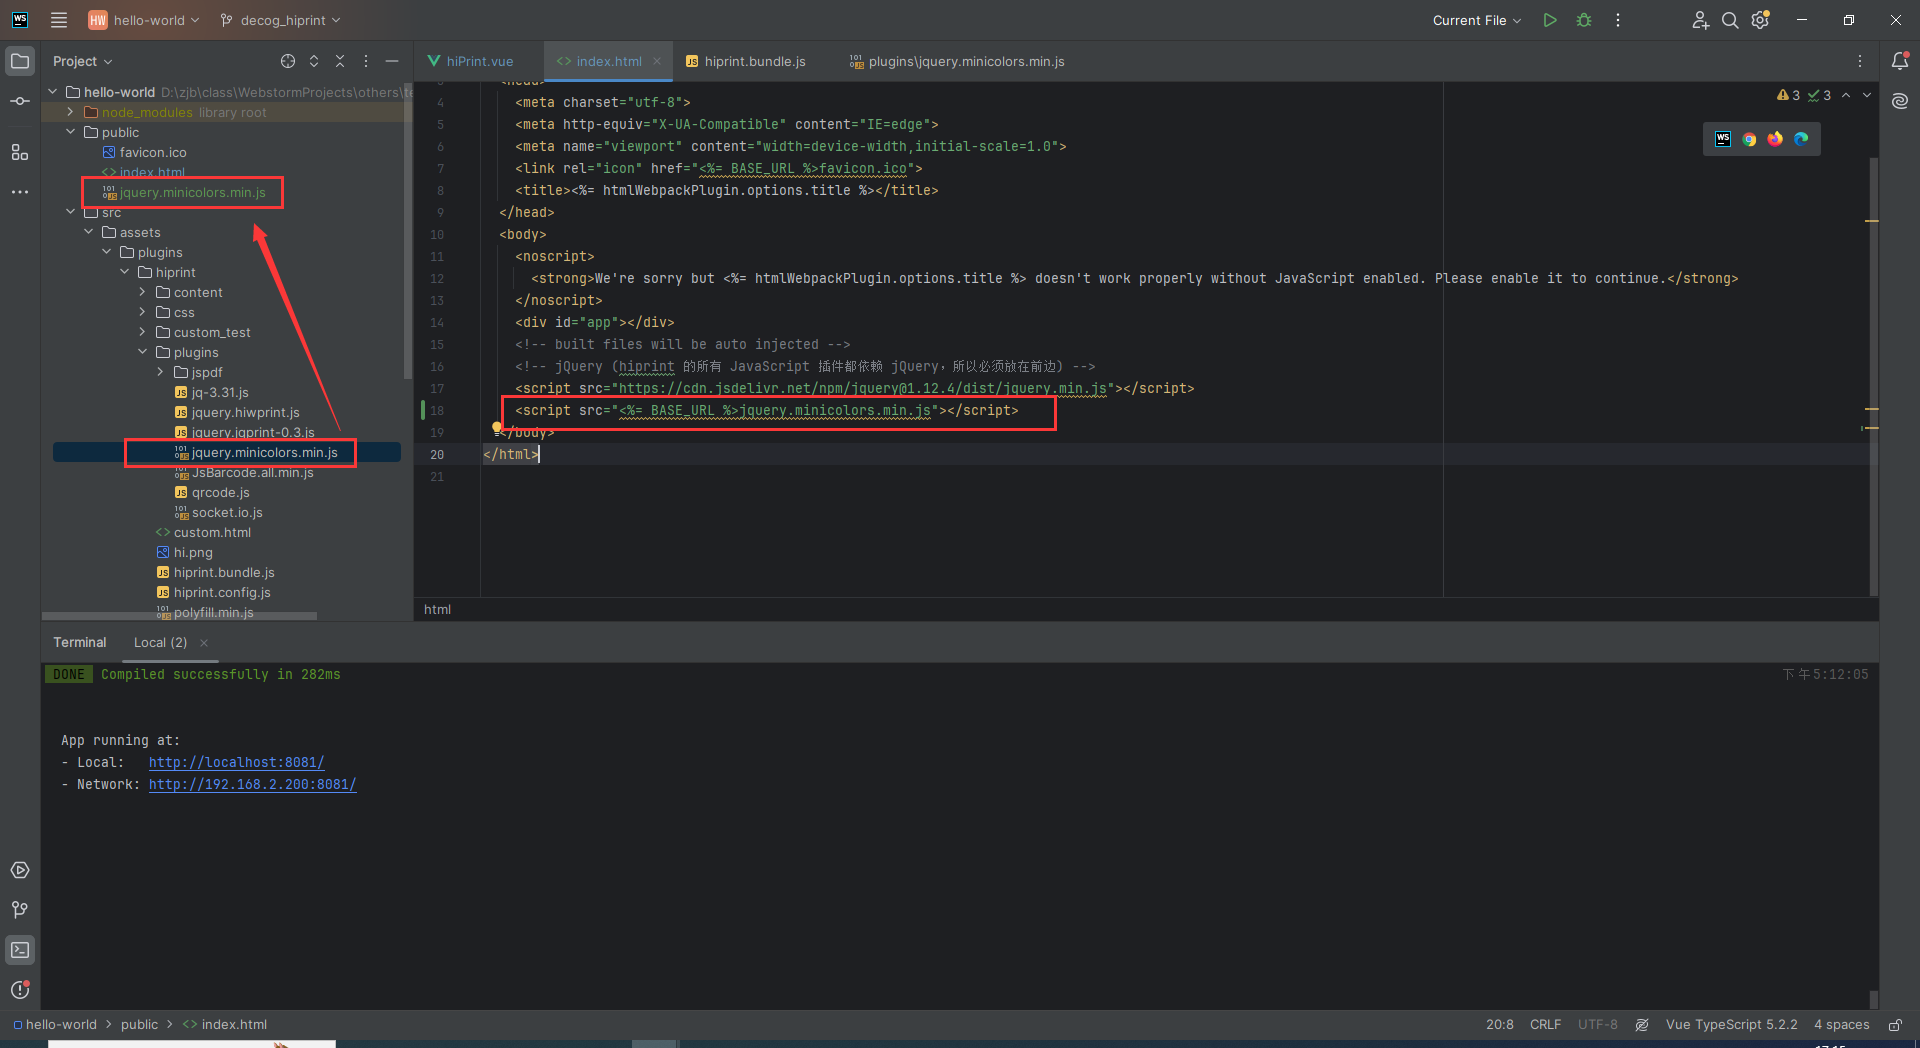 WS
HW hello-world
decog_hiprint
Current File
Project
hello-world D:\zjb\class\WebstormProjects\others\te
node_modules library root
public
favicon.ico
index.html
jquery.minicolors.min.js
src
assets
plugins
hiprint
content
css
custom_test
plugins
jspdf
jq-3.31.js
jquery.hiwprint.js
jquery.jqprint-0.3.js
jquery.minicolors.min.js
JsBarcode.all.min.js
qrcode.js
socket.io.js
custom.html
hi.png
hiprint.bundle.js
hiprint.config.js
polyfill.min.js
hiPrint.vue
index.html
hiprint.bundle.js
plugins\jquery.minicolors.min.js
3 3
4 <meta charset="utf-8">
5 <meta http-equiv="X-UA-Compatible" content="IE=edge">
6 <meta name="viewport" content="width=device-width,initial-scale=1.0">
7 <link rel="icon" href="<%= BASE_URL %>favicon.ico">
8 <title><%= htmlWebpackPlugin.options.title %></title>
9 </head>
10 <body>
11 <noscript>
12 <strong>We're sorry but <%= htmlWebpackPlugin.options.title %> doesn't work properly without JavaScript enabled. Please enable it to continue.</strong>
13 </noscript>
14 <div id="app"></div>
15 <!-- built files will be auto injected -->
16 <!-- jQuery (hiprint 的所有 JavaScript 插件都依赖 jQuery，所以必须放在前边) -->
17 <script src="https://cdn.jsdelivr.net/npm/jquery@1.12.4/dist/jquery.min.js"></script>
18 <script src="<%= BASE_URL %>jquery.minicolors.min.js"></script>
19 </body>
20 </html>
21
html
Terminal
Local (2)
DONE Compiled successfully in 282ms
下午5:12:05
App running at:
- Local: http://localhost:8081/
- Network: http://192.168.2.200:8081/
hello-world > public > index.html
20:8 CRLF UTF-8 Vue TypeScript 5.2.2 4 spaces